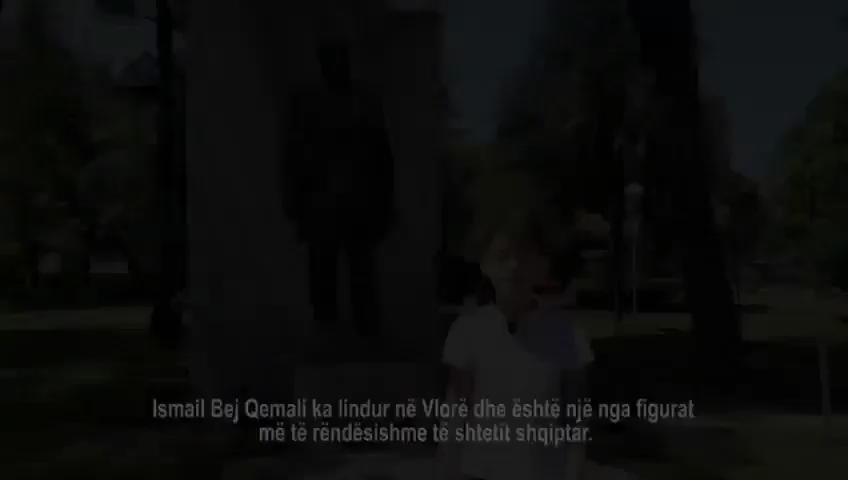 Ismail Bej Qemali ka lindur në Vlorë dhe është një nga figurat
më të rëndësishme të shtetit shqiptar.